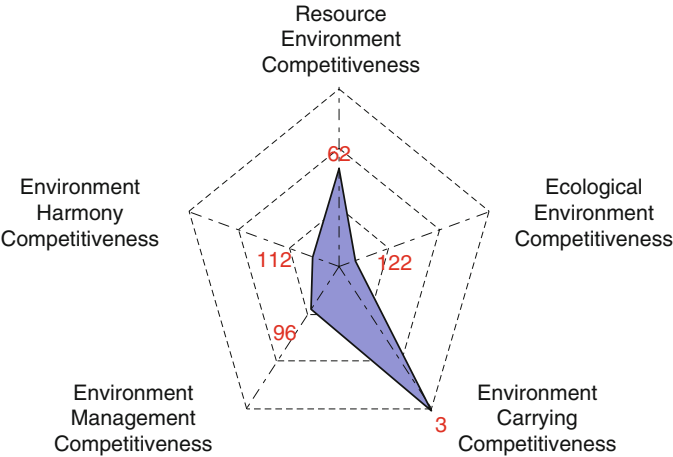 Resource
Environment
Competitiveness
62
Environment
Harmony
Competitiveness
Ecological
Environment
Competitiveness
112
122
96
Environment
Management
Competitiveness
3
Environment
Carrying
Competitiveness